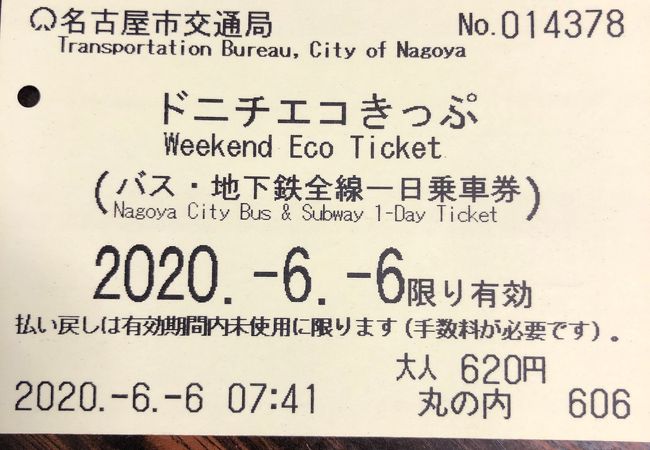 名古屋市交通局 No.014378
Transportation Bureau, City of Nagoya
ドニチエコきっぷ
Weekend Eco Ticket
(バス・地下鉄全線一日乗車券)
Nagoya City Bus & Subway 1-Day Ticket
2020.-6.-6限り有効
払い戻しは有効期間内未使用に限ります(手数料が必要です)。
大人 620円
2020.-6.-6 07:41 丸の内 606